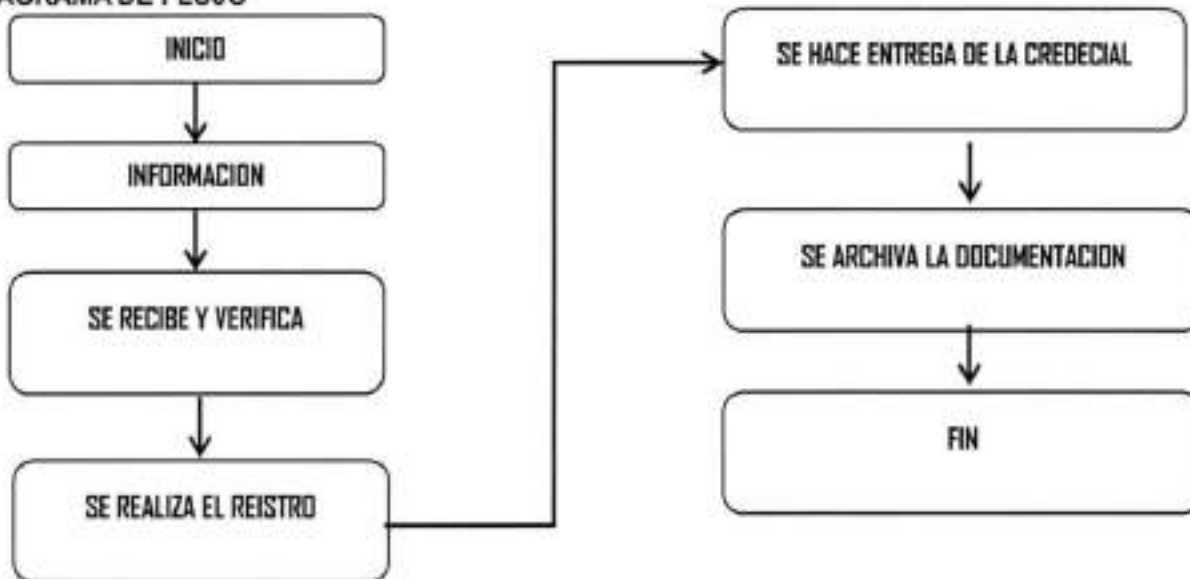 INICIO
INFORMACION
SE RECIBE Y VERIFICA
SE REALIZA EL REISTRO
SE HACE ENTREGA DE LA CREDECIAL
SE ARCHIVA LA DOCUMENTACION
FIN